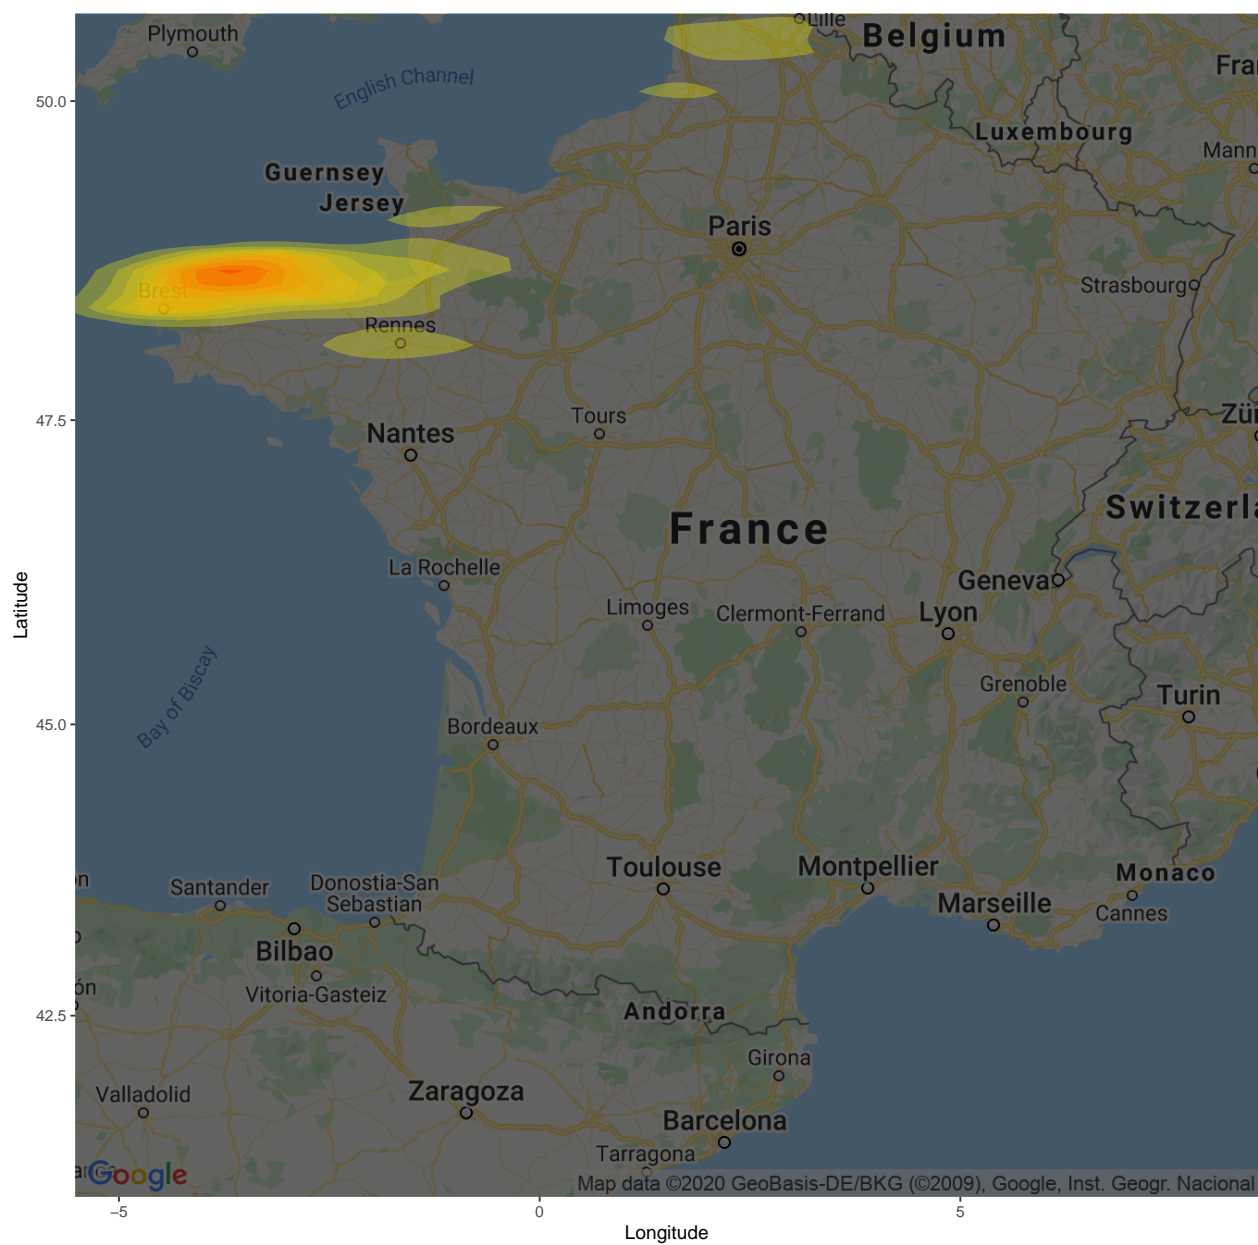 Plymouth
Lille
Belgium
Fra
English Channel
50.0
Luxembourg
Mann
Guernsey
Jersey
Paris
Strasbourg
Brest
Rennes
47.5
Tours
Zür
Nantes
Switzerla
France
La Rochelle
Geneva
Limoges
Clermont-Ferrand
Lyon
Latitude
Bay of Biscay
Grenoble
Turin
45.0
Bordeaux
Toulouse
Montpellier
Monaco
Santander
Donostia-San
Sebastian
Marseille
Cannes
Bilbao
Vitoria-Gasteiz
ón
42.5
Andorra
Girona
Valladolid
Zaragoza
Barcelona
Tarragona
Google
Map data ©2020 GeoBasis-DE/BKG (©2009), Google, Inst. Geogr. Nacional
−5
0
5
Longitude